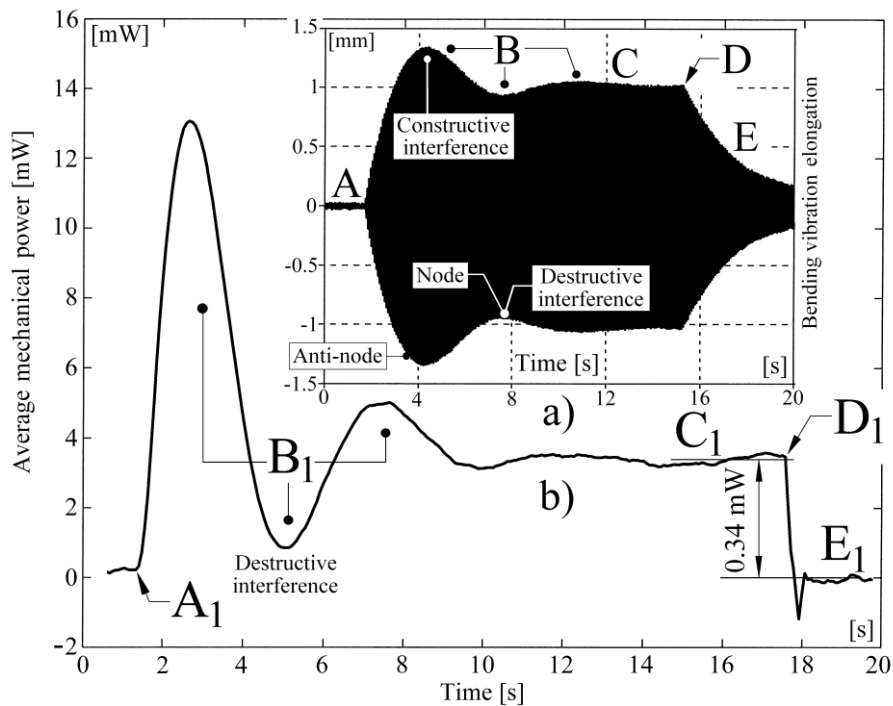 [mW]
16
14
12
10
8
6
4
2
0
-2
Average mechanical power [mW]
0
2
4
6
8
10
12
14
16
18
20
Time [s]
[s]
[mm]
1.5
1
0.5
0
-0.5
-1
-1.5
A
B
C
D
E
Constructive
interference
Node
Destructive
interference
Anti-node
Time [s]
[s]
0
4
8
12
16
20
Bending vibration elongation
a)
b)
A1
B1
Destructive
interference
C1
D1
0.34 mW
E1